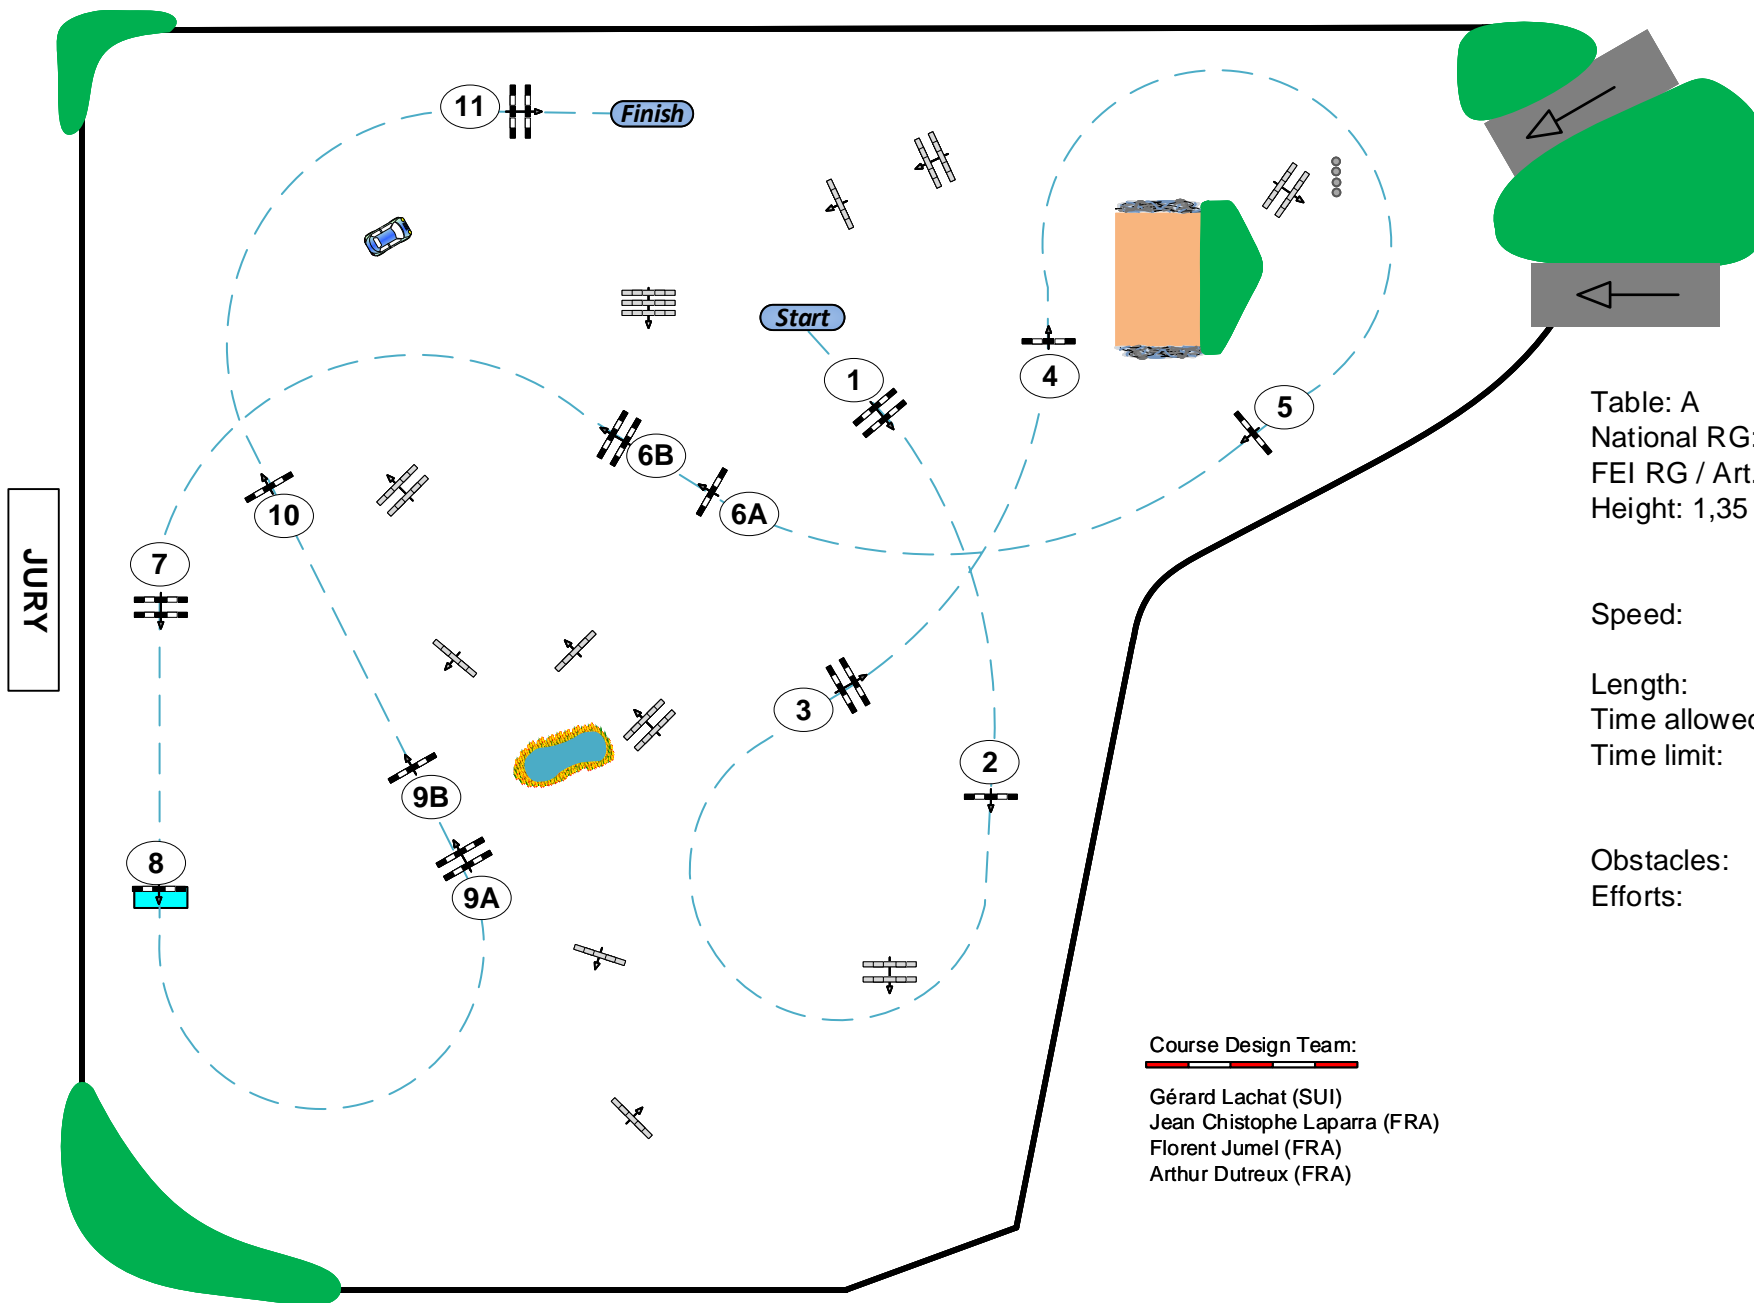 11
Finish
Start
1
4
5
6B
6A
10
7
JURY
3
2
9B
8
9A
Table: A
National RG:
FEI RG / Art.
Height: 1,35
Speed:
Length:
Time allowed
Time limit:
Obstacles:
Efforts:
Course Design Team:
Gérard Lachat (SUI)
Jean Chistophe Laparra (FRA)
Florent Jumel (FRA)
Arthur Dutreux (FRA)